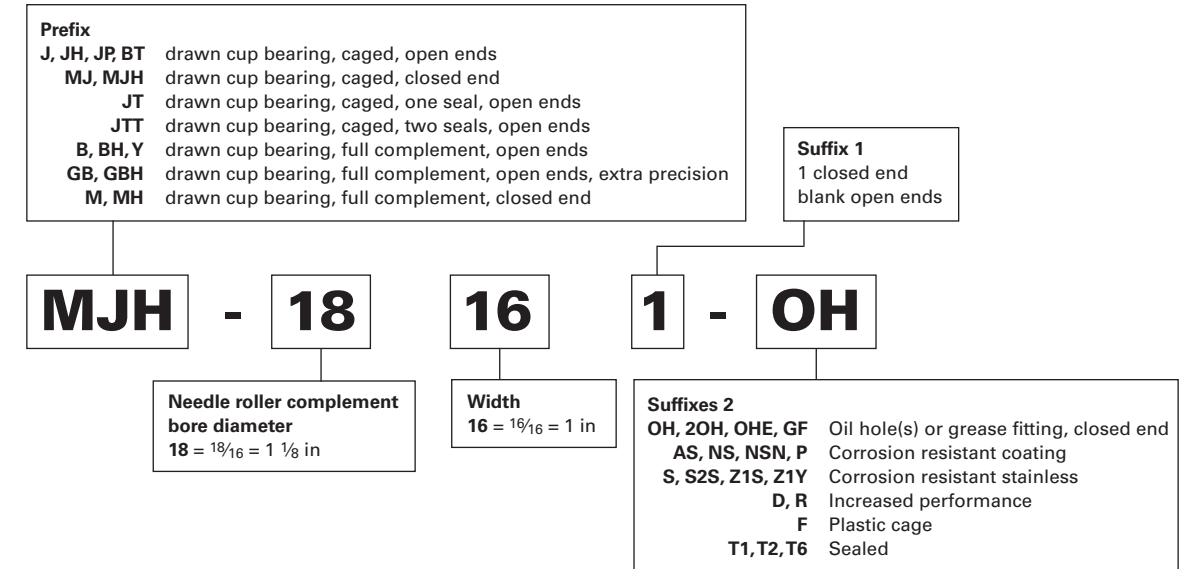 Prefix
J, JH, JP, BT drawn cup bearing, caged, open ends
MJ, MJH drawn cup bearing, caged, closed end
JT drawn cup bearing, caged, one seal, open ends
JTT drawn cup bearing, caged, two seals, open ends
B, BH, Y drawn cup bearing, full complement, open ends
GB, GBH drawn cup bearing, full complement, open ends, extra precision
M, MH drawn cup bearing, full complement, closed end
Suffix 1
1 closed end
blank open ends
MJH - 18 16 1 - OH
Needle roller complement
bore diameter
18 = 18/16 = 1 1/8 in
Width
16 = 16/16 = 1 in
Suffixes 2
OH, 2OH, OHE, GF Oil hole(s) or grease fitting, closed end
AS, NS, NSN, P Corrosion resistant coating
S, S2S, Z1S, Z1Y Corrosion resistant stainless
D, R Increased performance
F Plastic cage
T1, T2, T6 Sealed